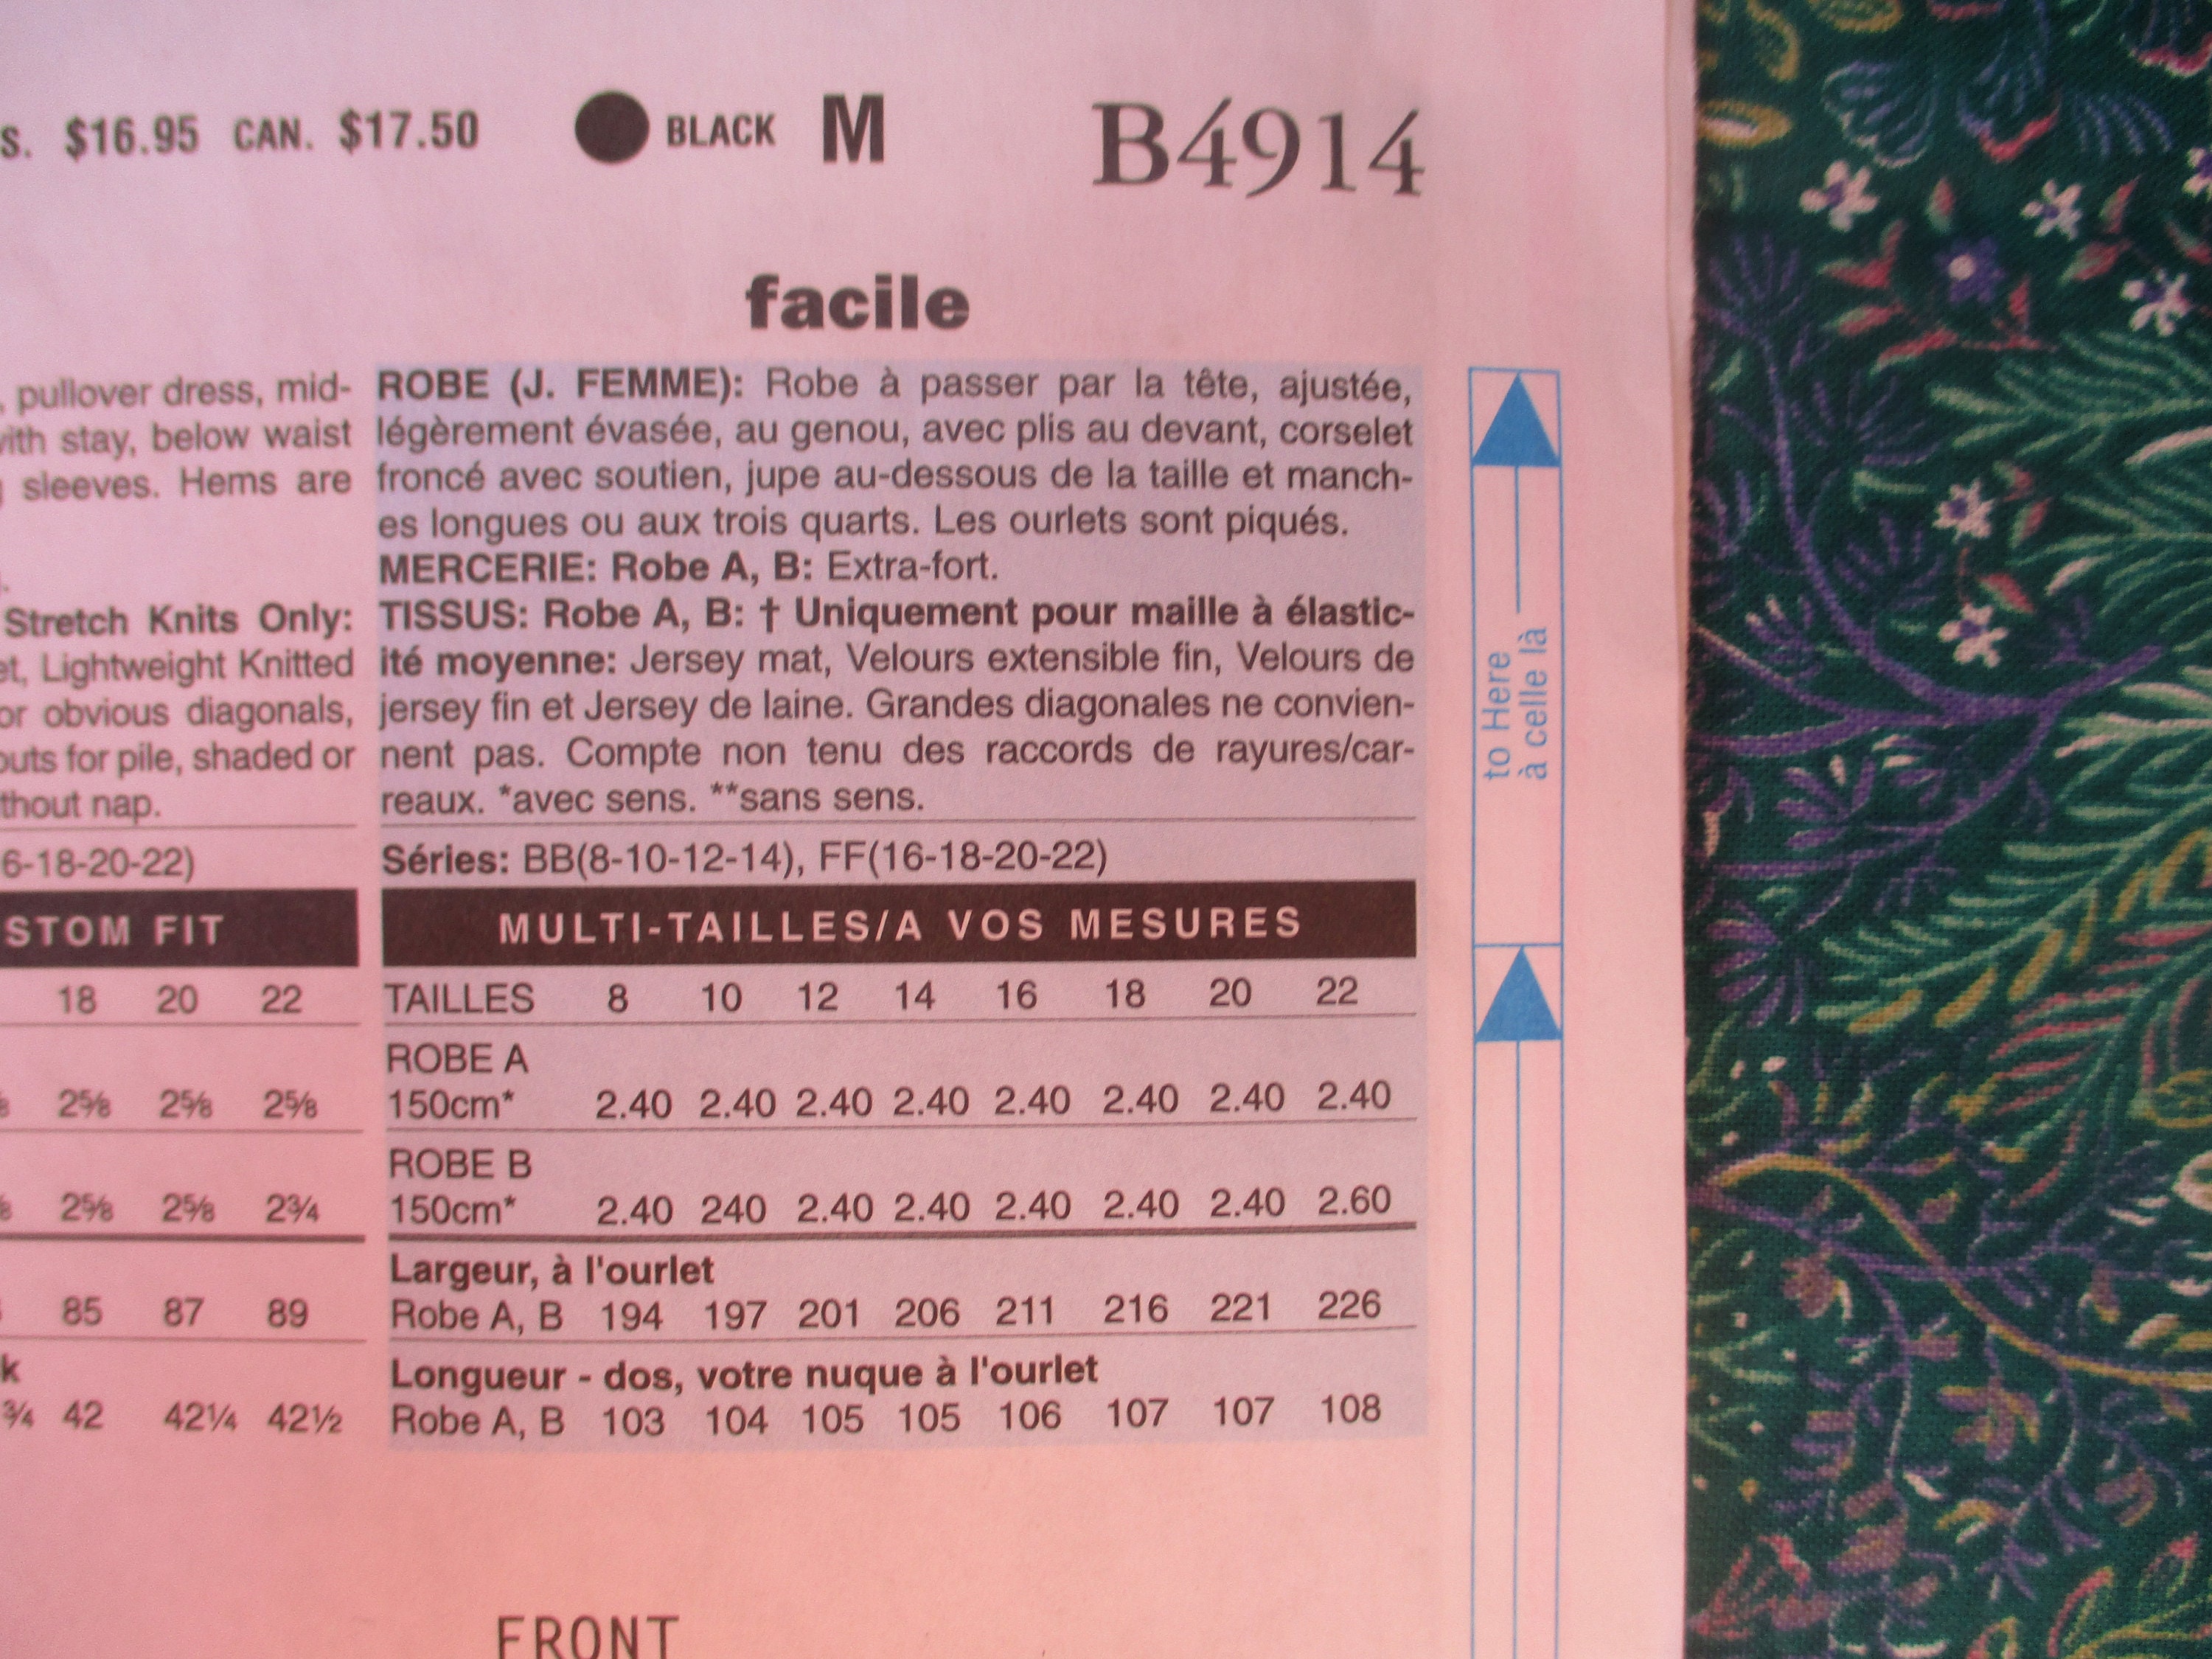 S. $16.95 CAN. $17.50 BLACK M B4914
facile
, pullover dress, mid-
with stay, below waist
sleeves. Hems are
Stretch Knits Only:
Lightweight Knitted
or obvious diagonals,
for pile, shaded or
thout nap.
6-18-20-22)
STOM FIT
18 20 22
2⅝ 2⅝ 2⅝
2⅝ 2⅝ 2¾
85 87 89
k
¾ 42 42¼ 42½
ROBE (J. FEMME): Robe à passer par la tête, ajustée,
légèrement évasée, au genou, avec plis au devant, corselet
froncé avec soutien, jupe au-dessous de la taille et manch-
es longues ou aux trois quarts. Les ourlets sont piqués.
MERCERIE: Robe A, B: Extra-fort.
TISSUS: Robe A, B: † Uniquement pour maille à élastic-
ité moyenne: Jersey mat, Velours extensible fin, Velours de
jersey fin et Jersey de laine. Grandes diagonales ne convien-
nent pas. Compte non tenu des raccords de rayures/car-
reaux. *avec sens. **sans sens.
Séries: BB(8-10-12-14), FF(16-18-20-22)
MULTI-TAILLES/A VOS MESURES
TAILLES 8 10 12 14 16 18 20 22
ROBE A
150cm* 2.40 2.40 2.40 2.40 2.40 2.40 2.40 2.40
ROBE B
150cm* 2.40 240 2.40 2.40 2.40 2.40 2.40 2.60
Largeur, à l'ourlet
Robe A, B 194 197 201 206 211 216 221 226
Longueur - dos, votre nuque à l'ourlet
Robe A, B 103 104 105 105 106 107 107 108
to Here
à celle là
FRONT